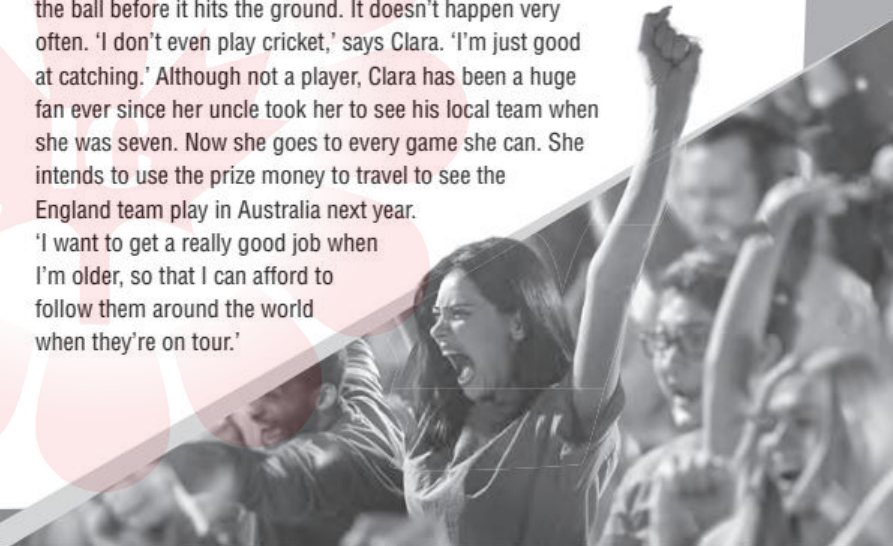 the ball before it hits the ground. It doesn't happen very
often. ‘I don't even play cricket,’ says Clara. ‘I'm just good
at catching.’ Although not a player, Clara has been a huge
fan ever since her uncle took her to see his local team when
she was seven. Now she goes to every game she can. She
intends to use the prize money to travel to see the
England team play in Australia next year.
‘I want to get a really good job when
I'm older, so that I can afford to
follow them around the world
when they're on tour.’